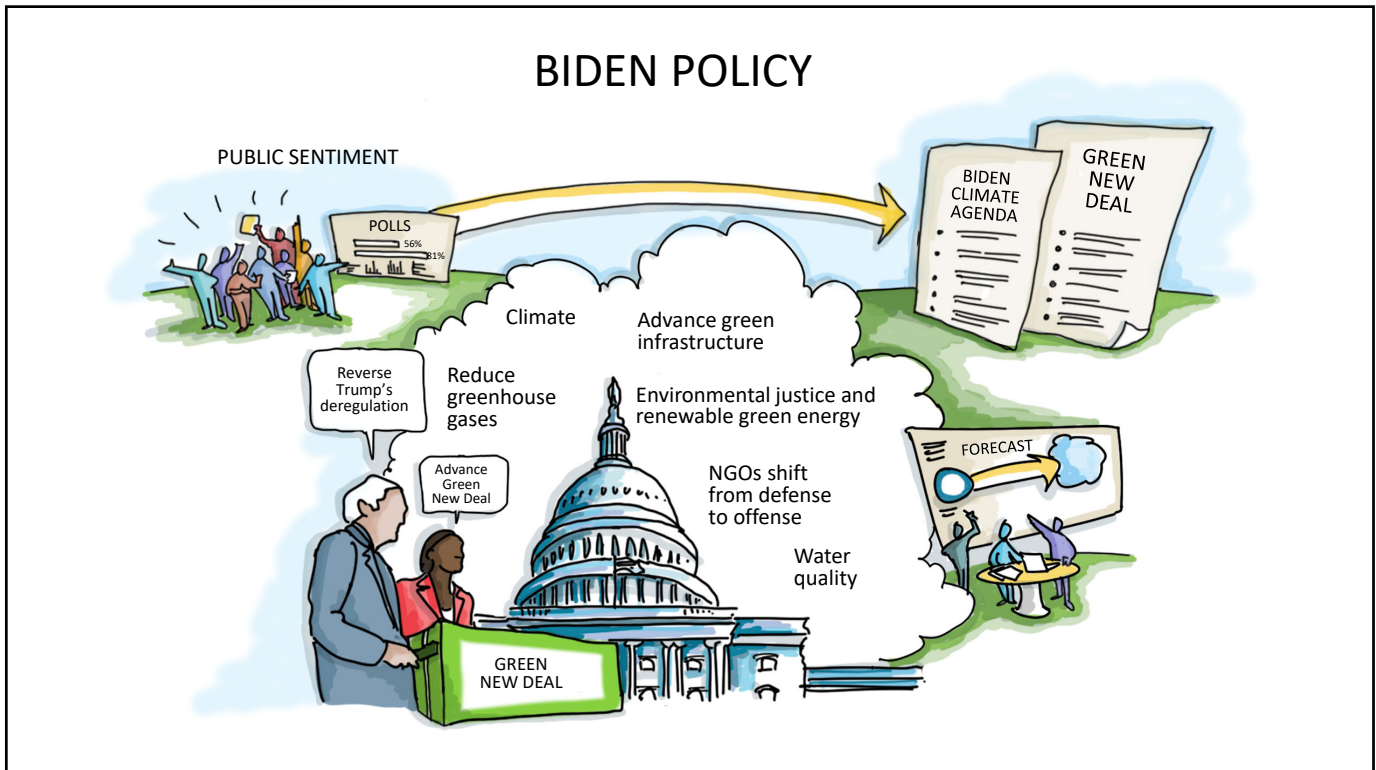 BIDEN POLICY
PUBLIC SENTIMENT
POLLS
56%
81%
BIDEN
CLIMATE
AGENDA
GREEN
NEW
DEAL
Climate
Advance green
infrastructure
Reverse
Trump’s
deregulation
Reduce
greenhouse
gases
Environmental justice and
renewable green energy
FORECAST
Advance
Green
New Deal
NGOs shift
from defense
to offense
Water
quality
GREEN
NEW DEAL